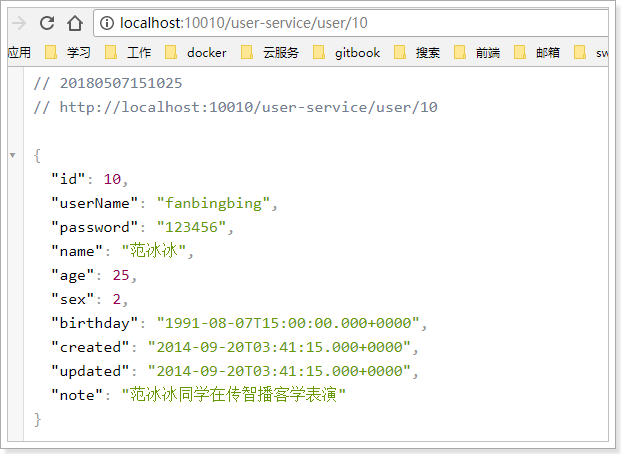 localhost:10010/user-service/user/10
应用 学习 工作 docker 云服务 gitbook 搜索 前端 邮箱 sw
// 20180507151025
// http://localhost:10010/user-service/user/10
{
"id": 10,
"userName": "fanbingbing",
"password": "123456",
"name": "范冰冰",
"age": 25,
"sex": 2,
"birthday": "1991-08-07T15:00:00.000+0000",
"created": "2014-09-20T03:41:15.000+0000",
"updated": "2014-09-20T03:41:15.000+0000",
"note": "范冰冰同学在传智播客学表演"
}